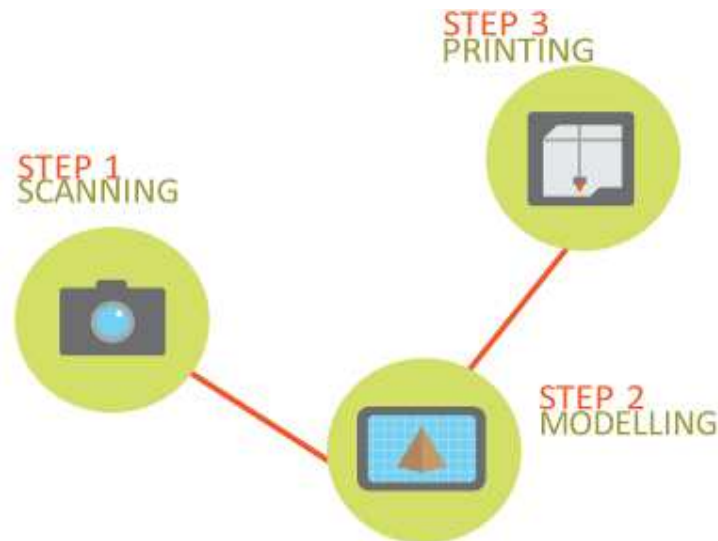 STEP 1
SCANNING
STEP 2
MODELLING
STEP 3
PRINTING